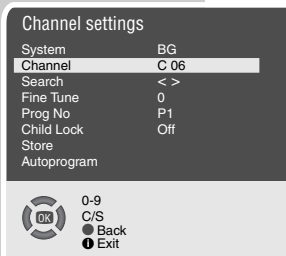 Channel settings
System BG
Channel C 06
Search < >
Fine Tune 0
Prog No P1
Child Lock Off
Store
Autoprogram
OK
0-9
C/S
Back
i Exit